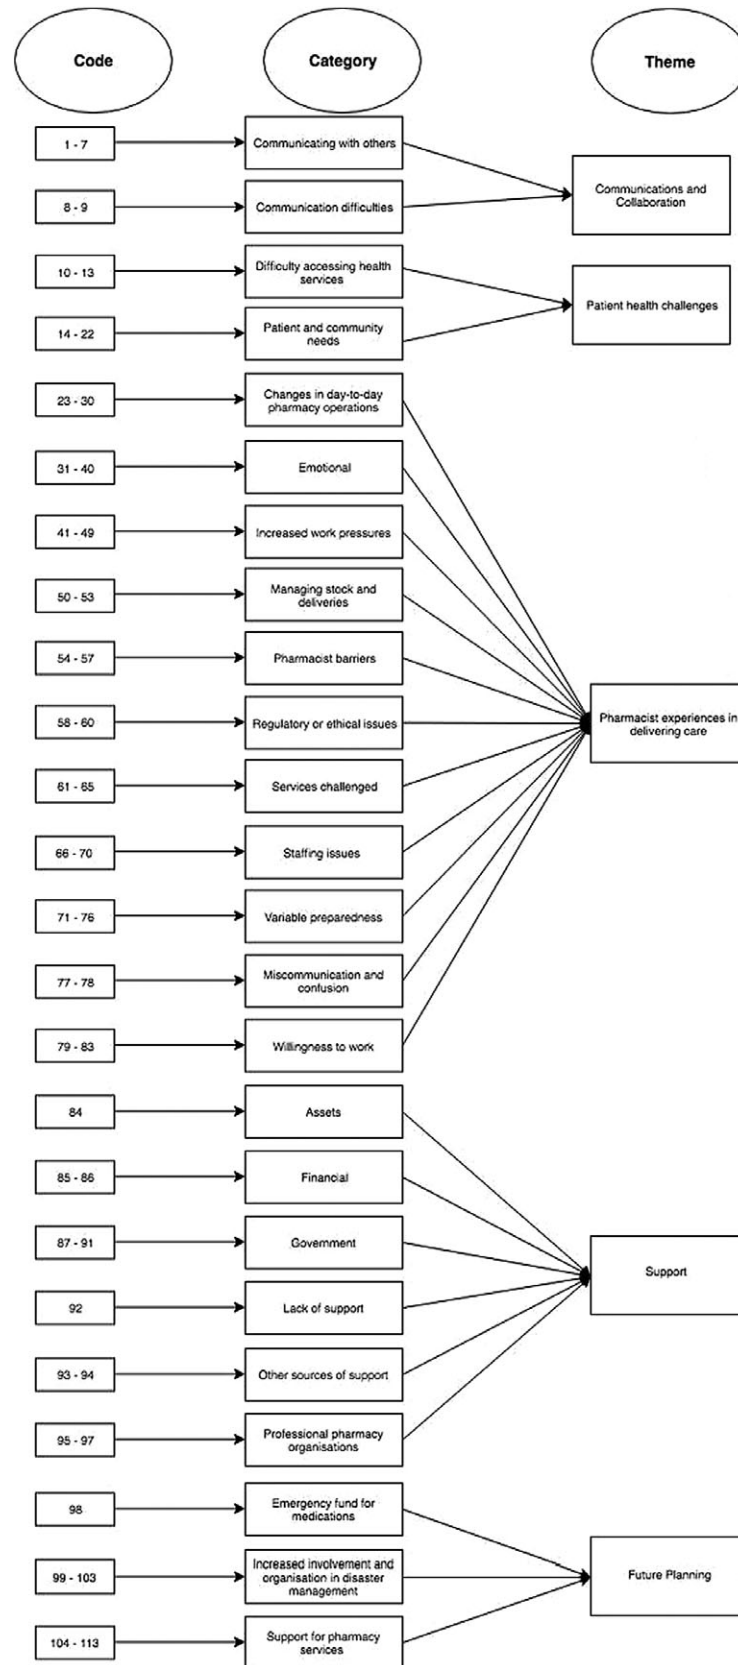 Code
Category
Theme
1 - 7
Communicating with others
Communications and
Collaboration
8 - 9
Communication difficulties
10 - 13
Difficulty accessing health
services
Patient health challenges
14 - 22
Patient and community
needs
23 - 30
Changes in day-to-day
pharmacy operations
31 - 40
Emotional
41 - 49
Increased work pressures
50 - 53
Managing stock and
deliveries
54 - 57
Pharmacist barriers
58 - 60
Regulatory or ethical issues
Pharmacist experiences in
delivering care
61 - 65
Services challenged
66 - 70
Staffing issues
71 - 76
Variable preparedness
77 - 78
Miscommunication and
confusion
79 - 83
Willingness to work
84
Assets
85 - 86
Financial
87 - 91
Government
Support
92
Lack of support
93 - 94
Other sources of support
95 - 97
Professional pharmacy
organisations
98
Emergency fund for
medications
99 - 103
Increased involvement and
organisation in disaster
management
Future Planning
104 - 113
Support for pharmacy
services